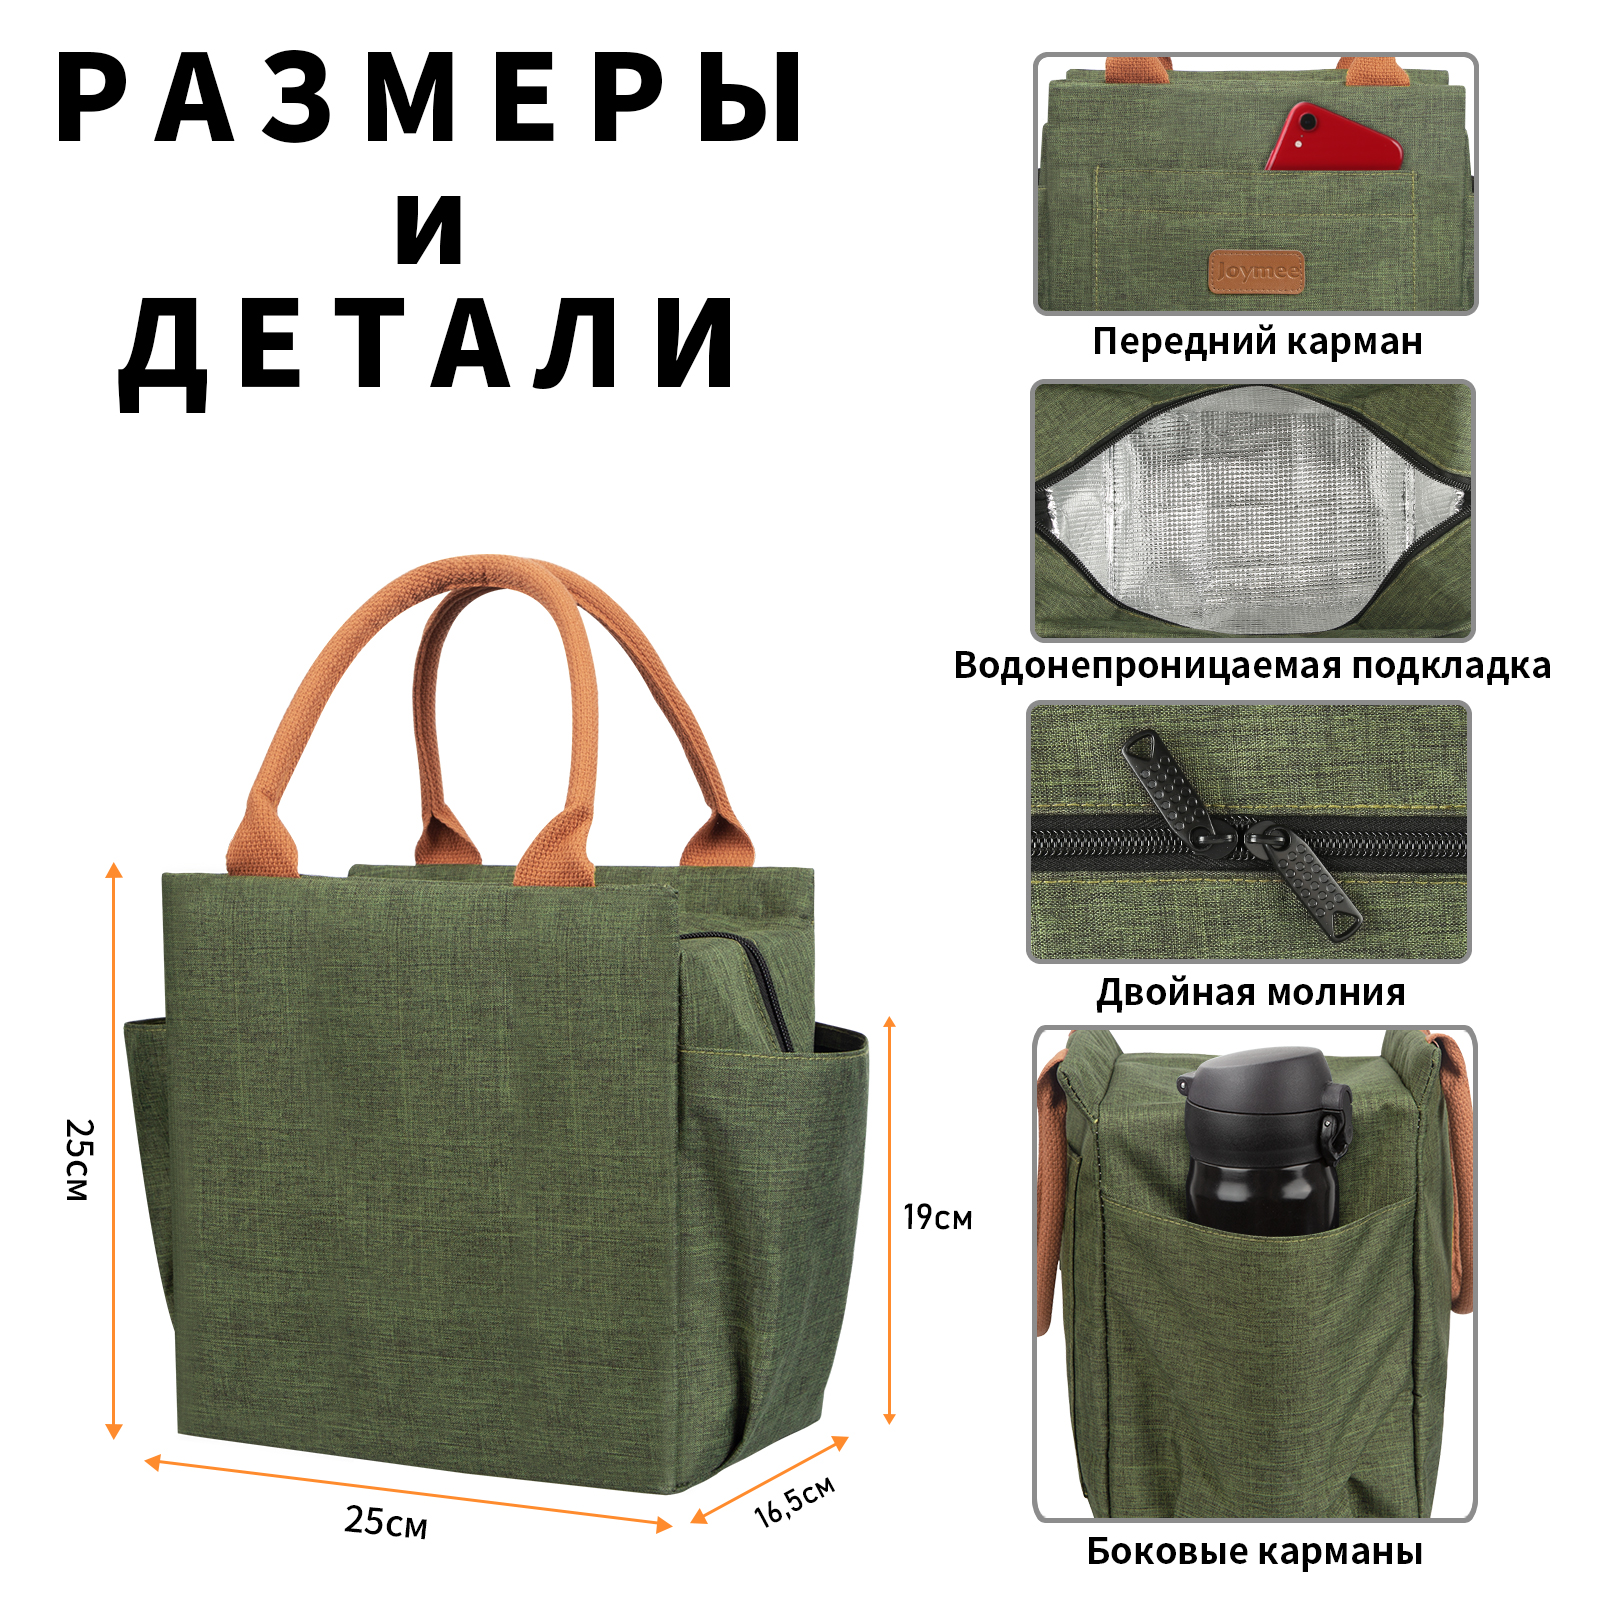 РАЗМЕРЫ
и
ДЕТАЛИ
Joymee
Передний карман
Водонепроницаемая подкладка
Двойная молния
Боковые карманы
25см
19см
25см
16,5см